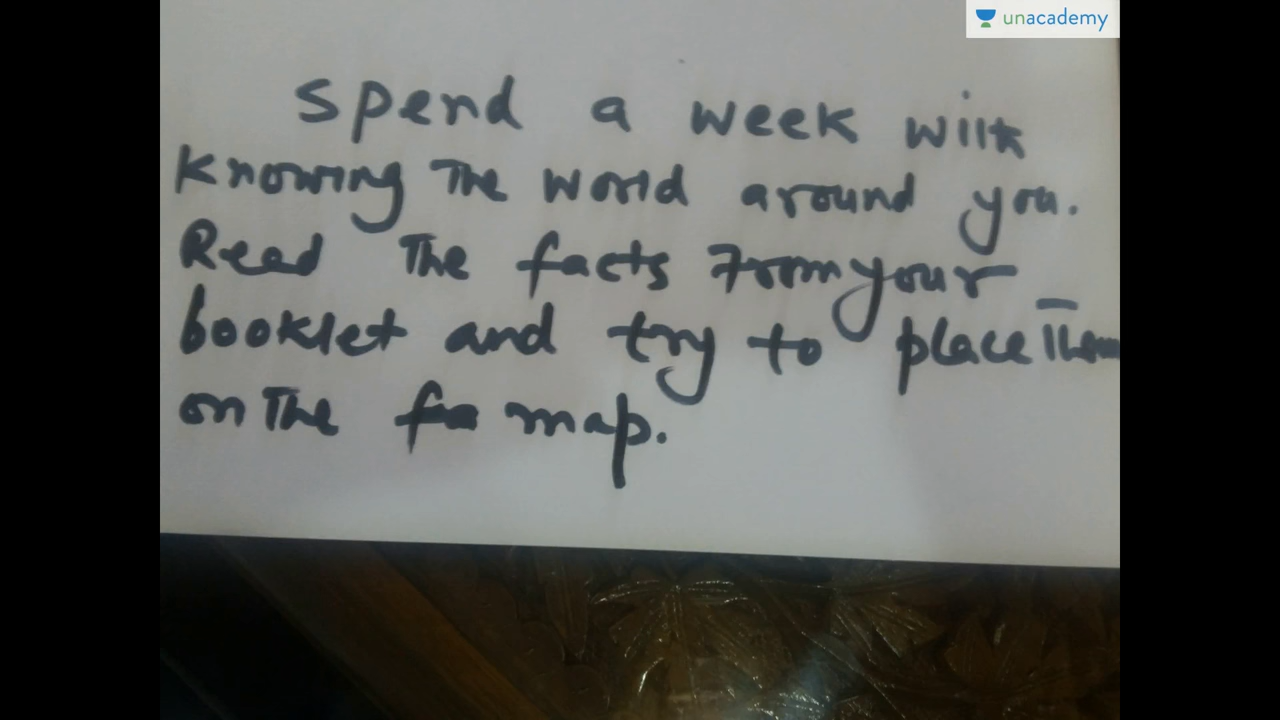 unacademy
Spend a week with
Knowing The World around you.
Read The facts from your
booklet and try to place Them
on The map.